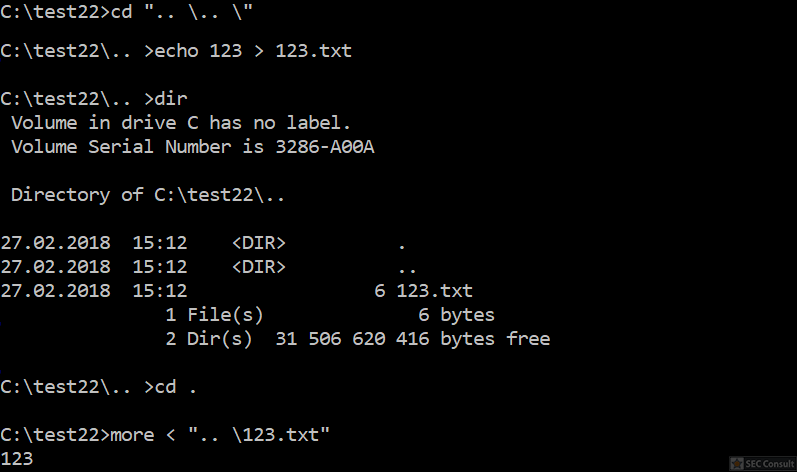 C:\test22>cd ".. \.. \"
C:\test22\.. >echo 123 > 123.txt
C:\test22\.. >dir
 Volume in drive C has no label.
 Volume Serial Number is 3286-A00A
 Directory of C:\test22\..
27.02.2018  15:12    <DIR>          .
27.02.2018  15:12    <DIR>          ..
27.02.2018  15:12                 6 123.txt
               1 File(s)              6 bytes
               2 Dir(s)  31 506 620 416 bytes free
C:\test22\.. >cd .
C:\test22>more < ".. \123.txt"
123
SEC Consult